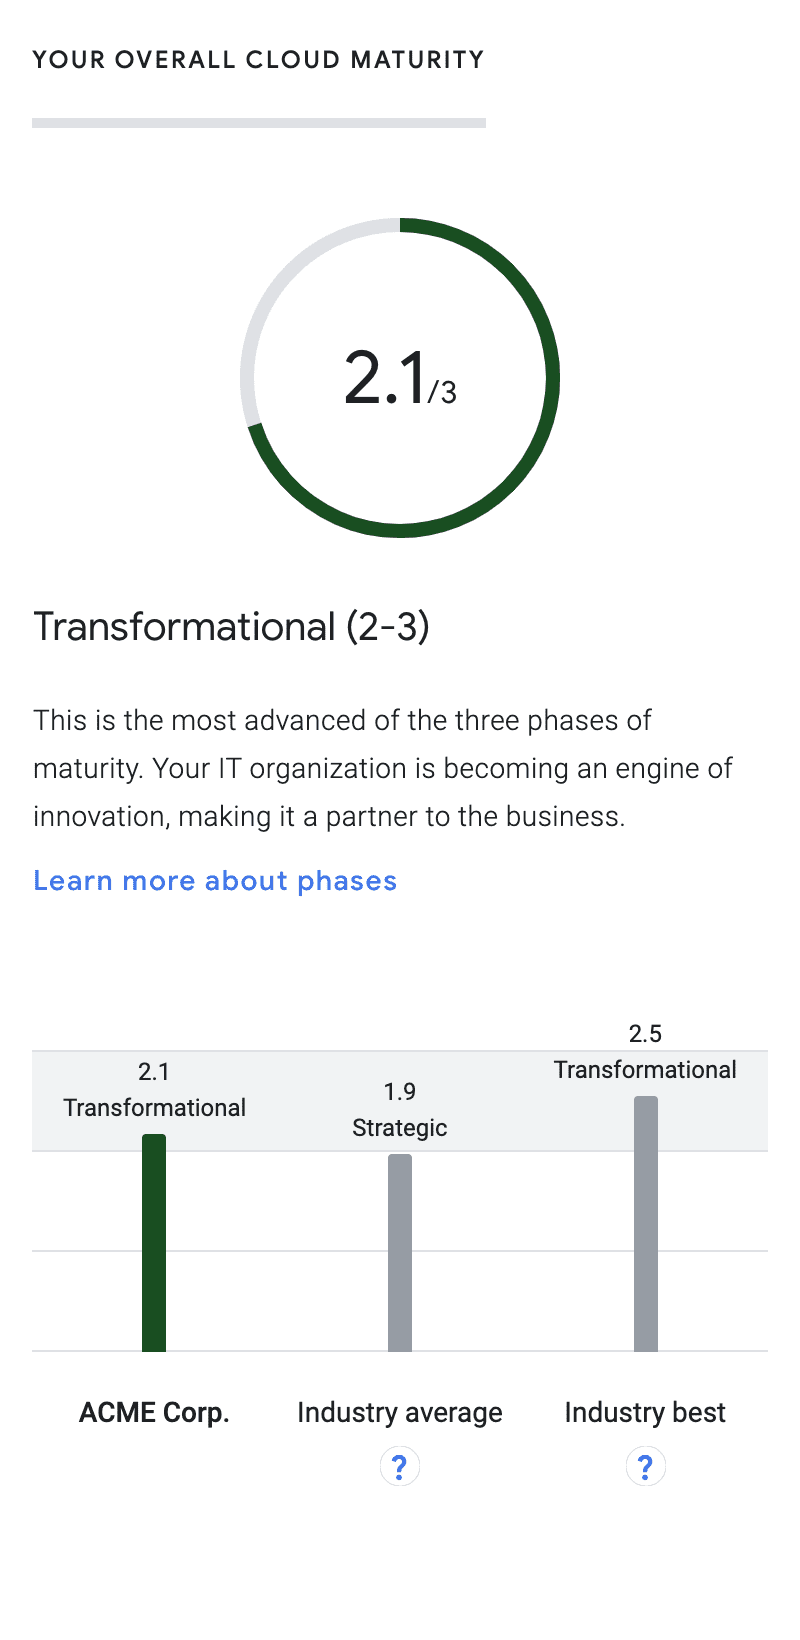 YOUR OVERALL CLOUD MATURITY
2.1/3
Transformational (2-3)
This is the most advanced of the three phases of
maturity. Your IT organization is becoming an engine of
innovation, making it a partner to the business.
Learn more about phases
2.1
Transformational
1.9
Strategic
2.5
Transformational
ACME Corp.
Industry average
?
Industry best
?